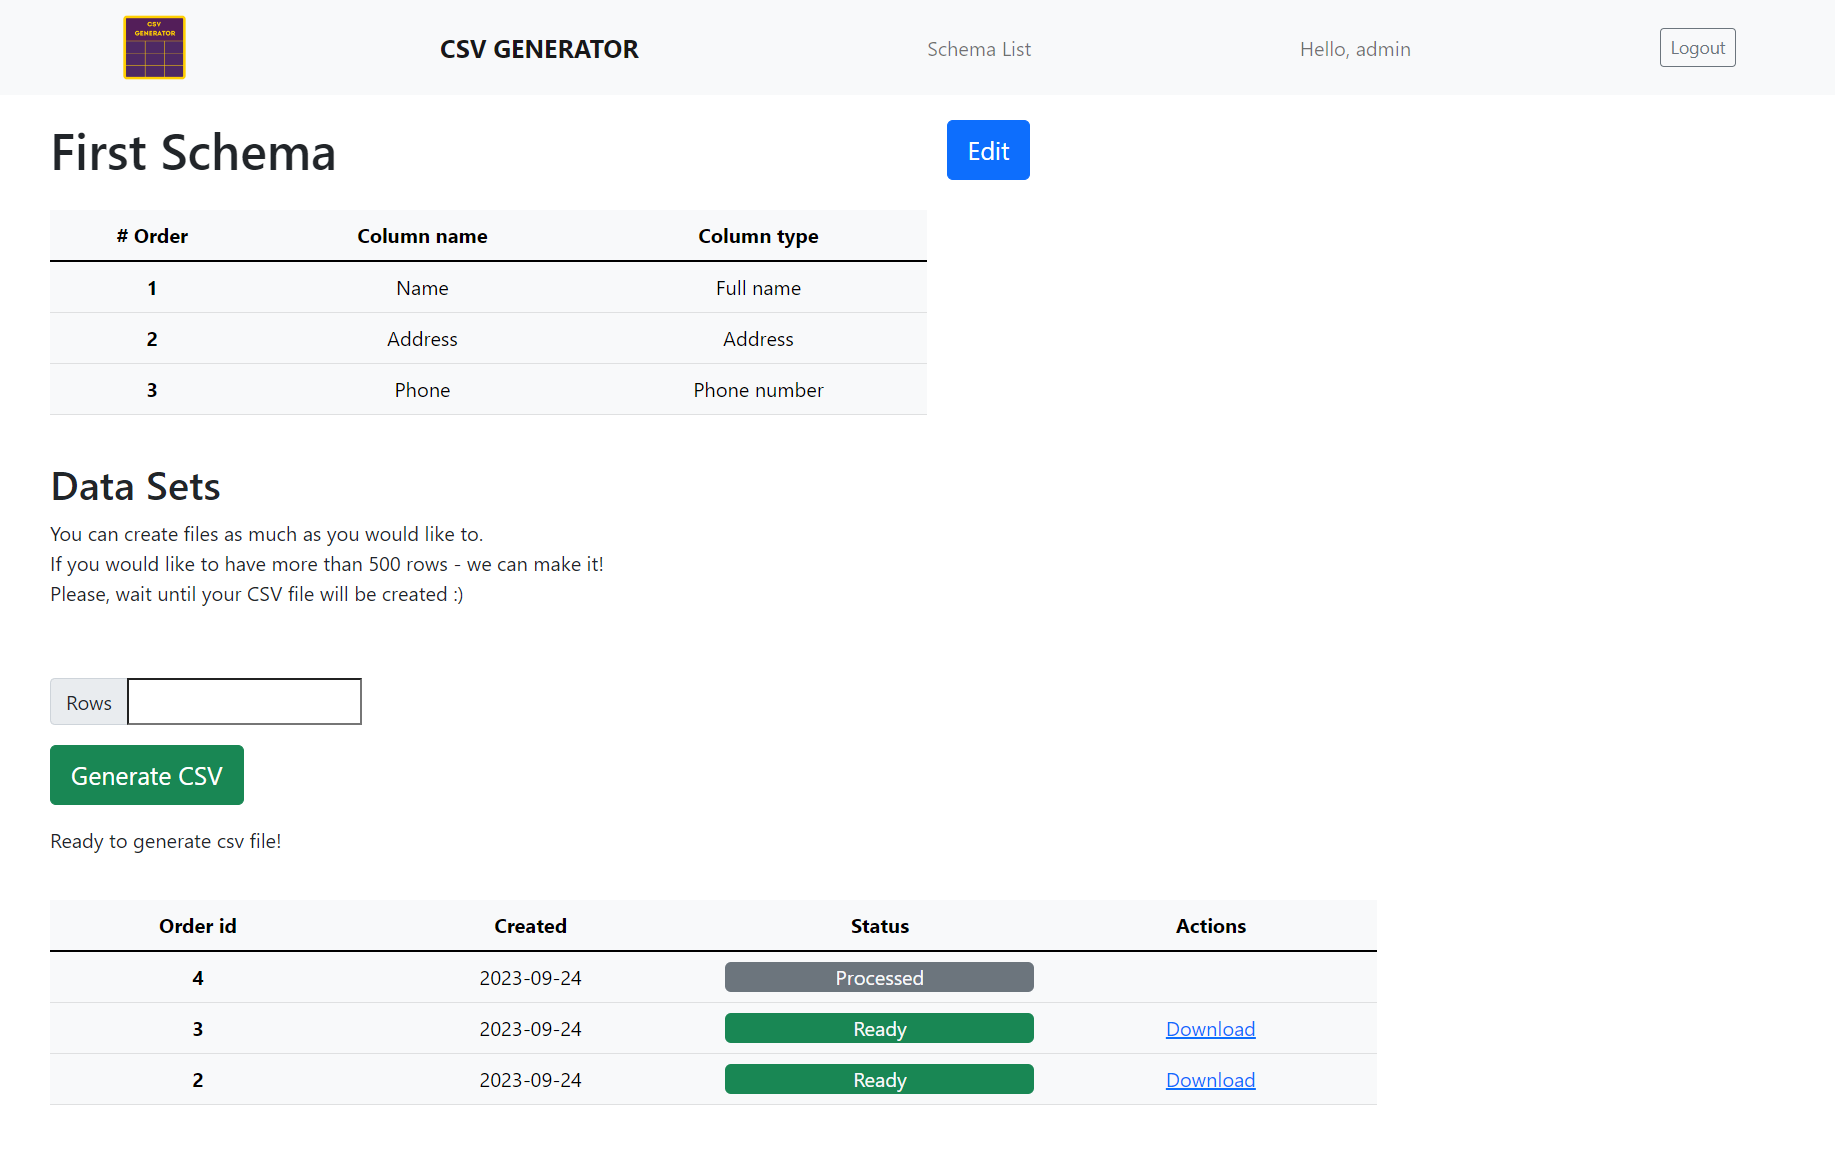 CSV
GENERATOR
CSV GENERATOR Schema List Hello, admin Logout
First Schema Edit
# Order Column name Column type
1 Name Full name
2 Address Address
3 Phone Phone number
Data Sets
You can create files as much as you would like to.
If you would like to have more than 500 rows - we can make it!
Please, wait until your CSV file will be created :)
Rows
Generate CSV
Ready to generate csv file!
Order id Created Status Actions
4 2023-09-24 Processed
3 2023-09-24 Ready Download
2 2023-09-24 Ready Download